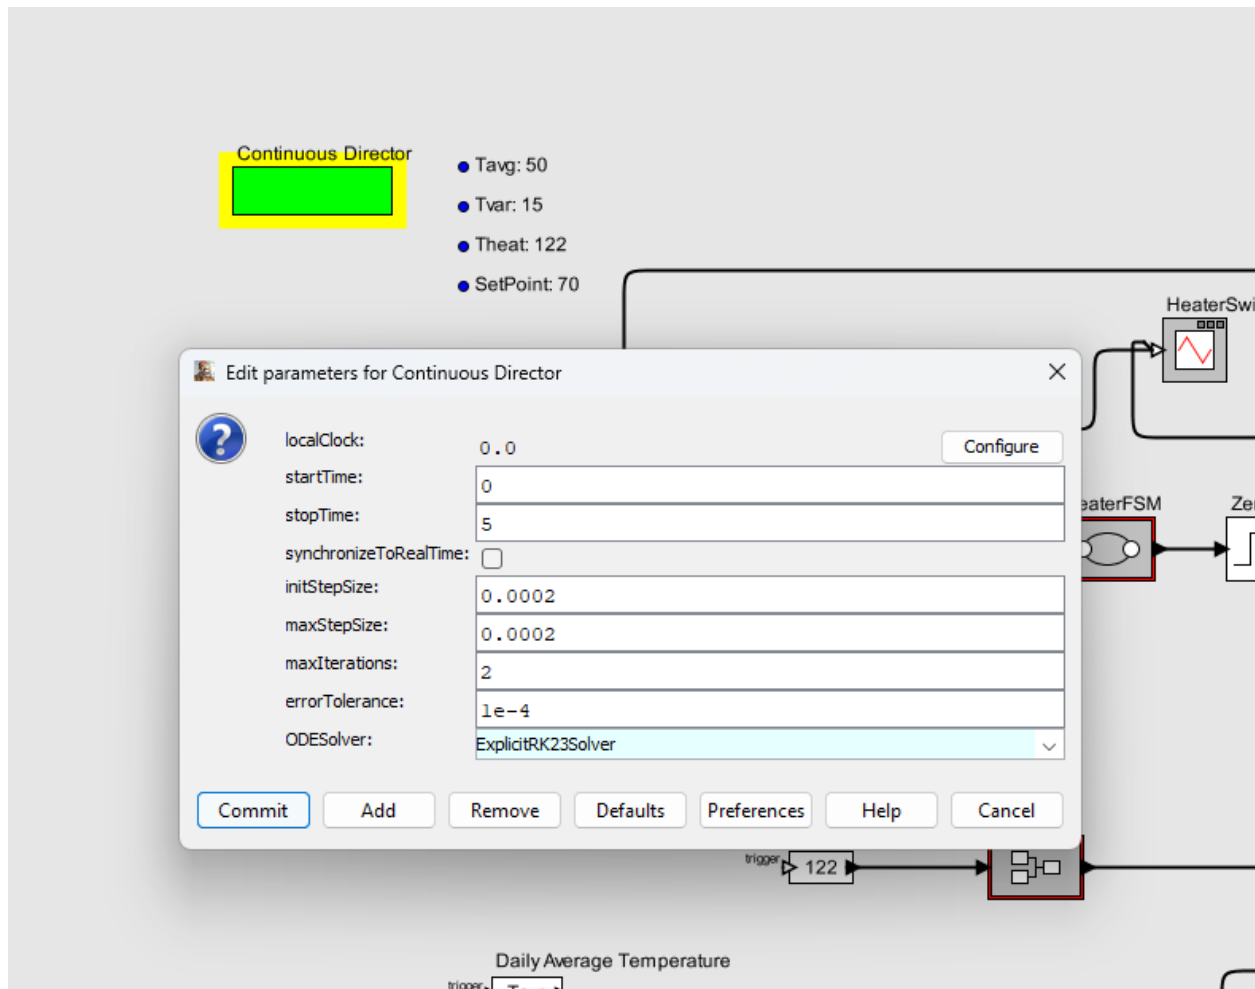 Continuous Director
Tavg: 50
Tvar: 15
Theat: 122
SetPoint: 70
HeaterSwi
Edit parameters for Continuous Director
localClock: 0.0 Configure
startTime: 0
stopTime: 5
synchronizeToRealTime:
initStepSize: 0.0002
maxStepSize: 0.0002
maxIterations: 2
errorTolerance: 1e-4
ODESolver: ExplicitRK23Solver
Commit Add Remove Defaults Preferences Help Cancel
eaterFSM
Ze
trigger
122
Daily Average Temperature
trigger